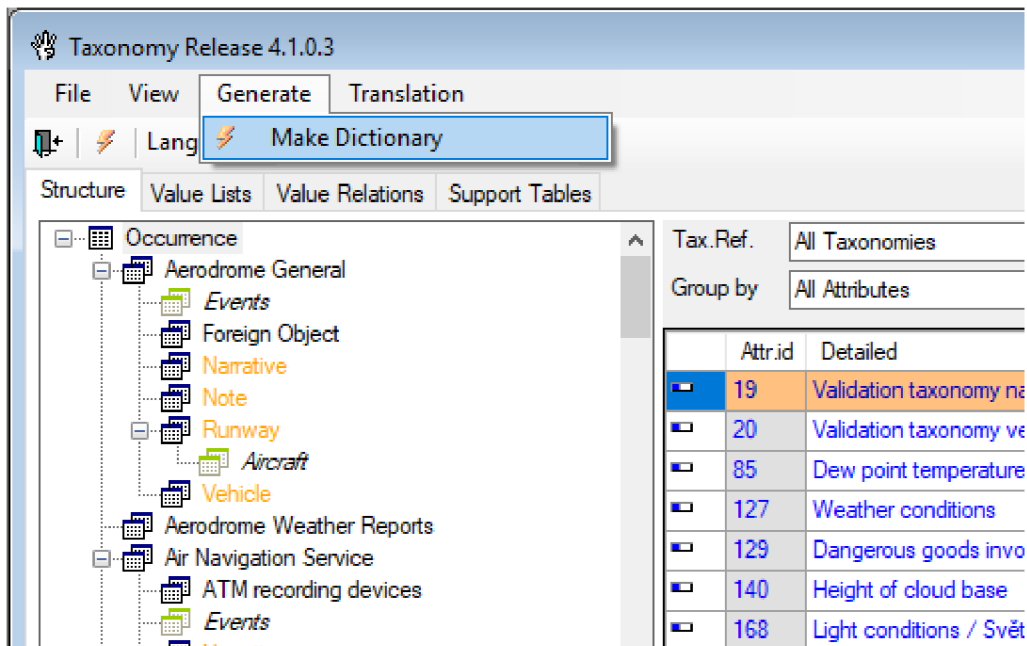 Taxonomy Release 4.1.0.3
File View Generate Translation
Lang Make Dictionary
Structure Value Lists Value Relations Support Tables
Occurrence
Aerodrome General
Events
Foreign Object
Narrative
Note
Runway
Aircraft
Vehicle
Aerodrome Weather Reports
Air Navigation Service
ATM recording devices
Events
Tax.Ref. All Taxonomies
Group by All Attributes
Attr.id Detailed
19 Validation taxonomy na
20 Validation taxonomy ve
85 Dew point temperature
127 Weather conditions
129 Dangerous goods invo
140 Height of cloud base
168 Light conditions / Svět